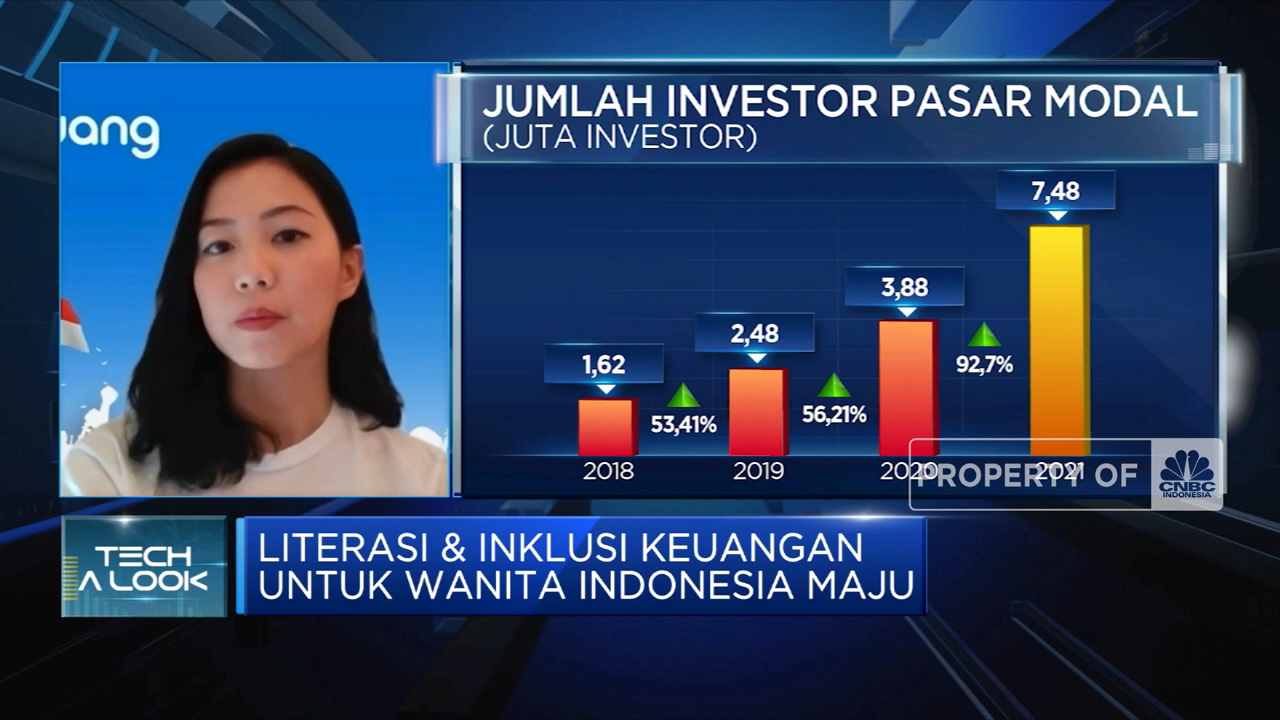 uang
JUMLAH INVESTOR PASAR MODAL
(JUTA INVESTOR)
7,48
3,88
2,48
1,62
92,7%
56,21%
53,41%
2018 2019 2020 2021
PROPERTY OF
CNBC
INDONESIA
TECH
A LOOK
LITERASI & INKLUSI KEUANGAN
UNTUK WANITA INDONESIA MAJU